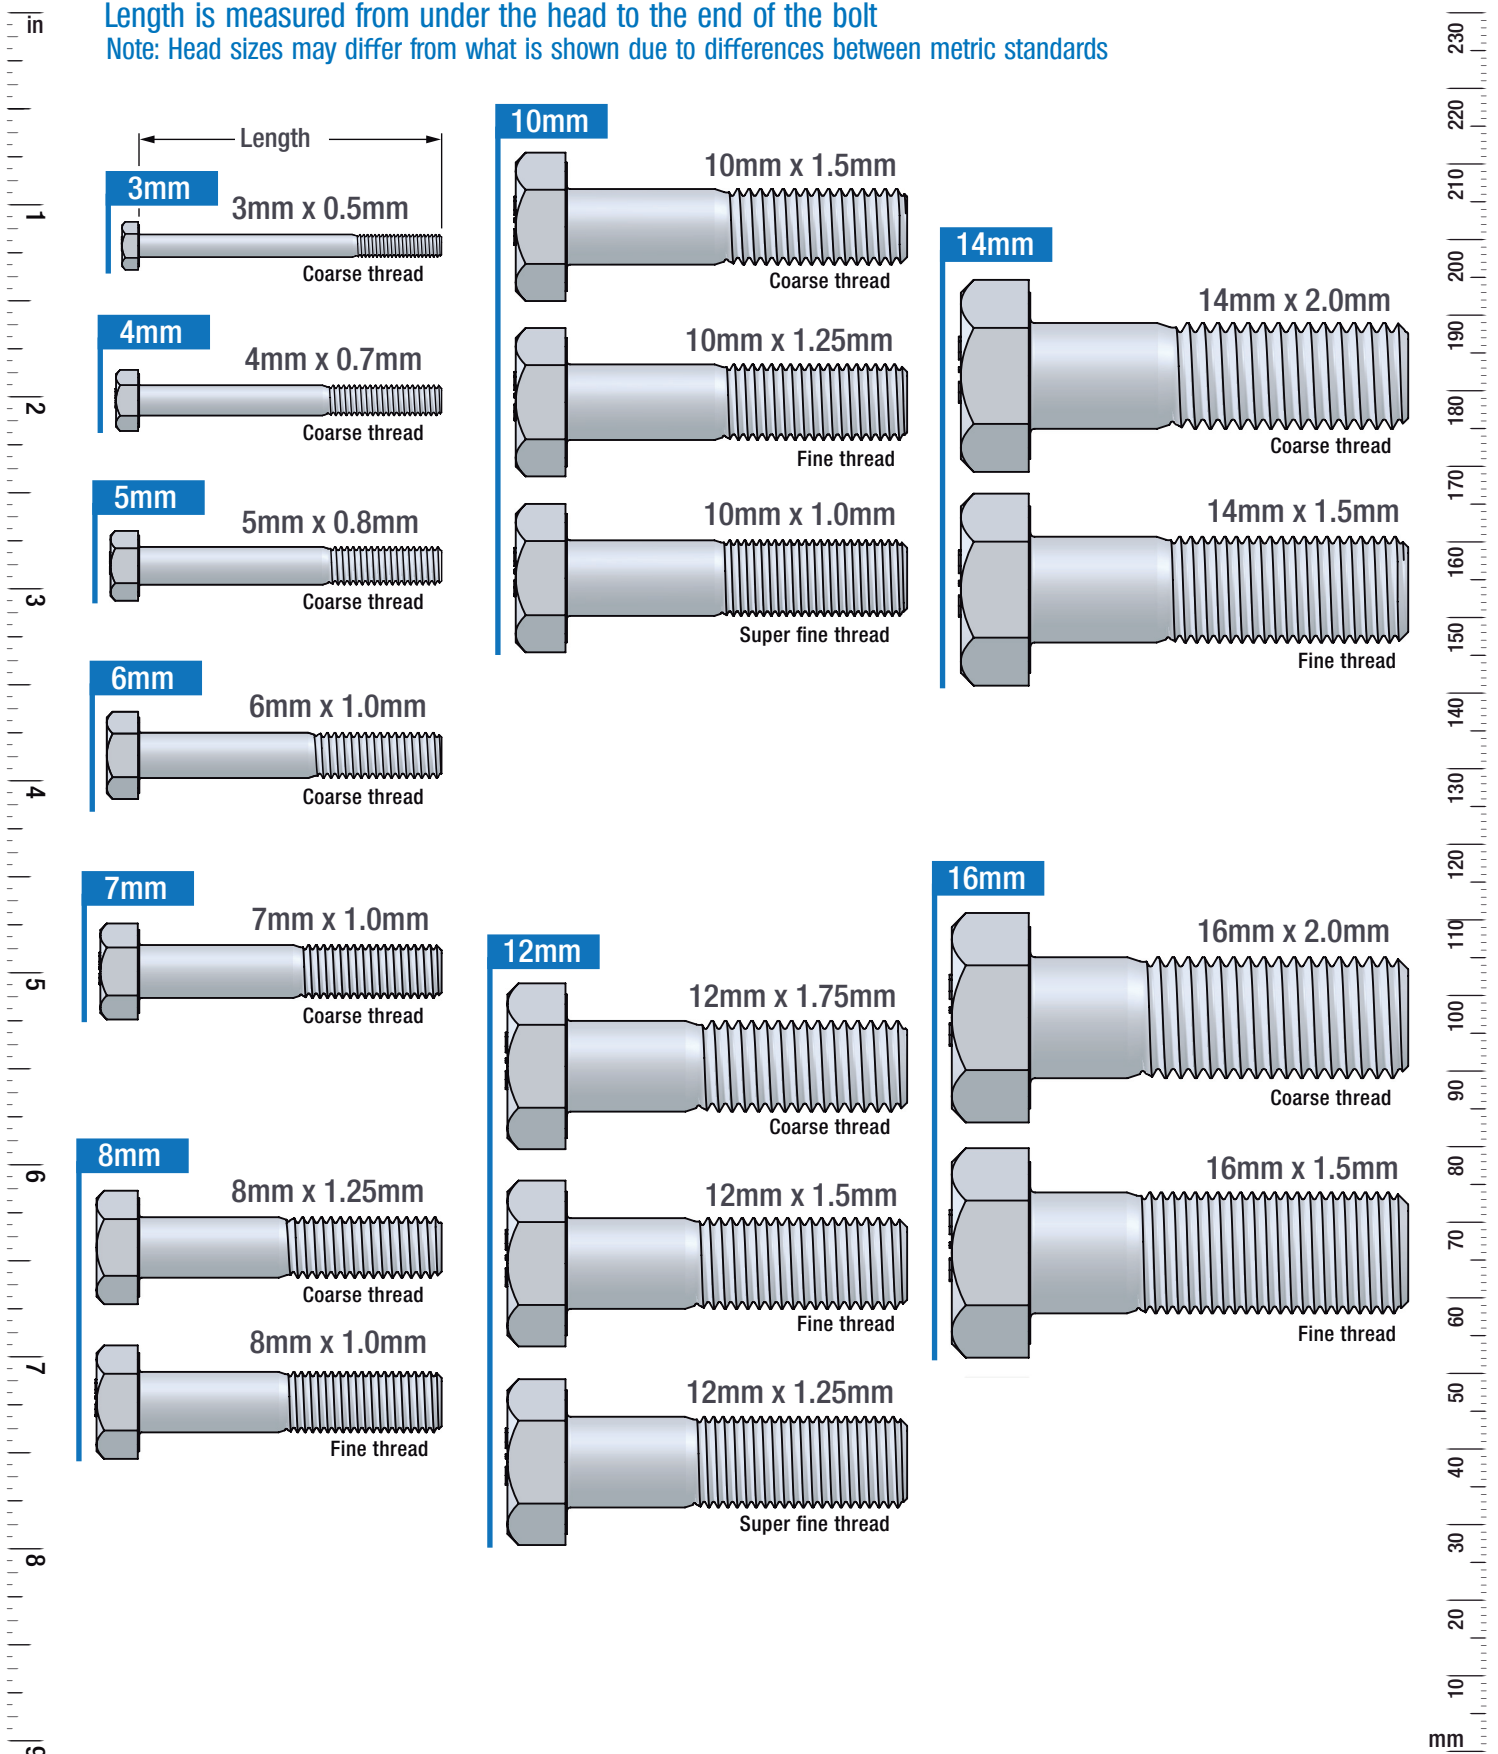 Length is measured from under the head to the end of the bolt
Note: Head sizes may differ from what is shown due to differences between metric standards
in
1
2
3
4
5
6
7
8
9
Length
3mm
3mm x 0.5mm
Coarse thread
4mm
4mm x 0.7mm
Coarse thread
5mm
5mm x 0.8mm
Coarse thread
6mm
6mm x 1.0mm
Coarse thread
7mm
7mm x 1.0mm
Coarse thread
8mm
8mm x 1.25mm
Coarse thread
8mm x 1.0mm
Fine thread
10mm
10mm x 1.5mm
Coarse thread
10mm x 1.25mm
Fine thread
10mm x 1.0mm
Super fine thread
12mm
12mm x 1.75mm
Coarse thread
12mm x 1.5mm
Fine thread
12mm x 1.25mm
Super fine thread
14mm
14mm x 2.0mm
Coarse thread
14mm x 1.5mm
Fine thread
16mm
16mm x 2.0mm
Coarse thread
16mm x 1.5mm
Fine thread
230
220
210
200
190
180
170
160
150
140
130
120
110
100
90
80
70
60
50
40
30
20
10
mm